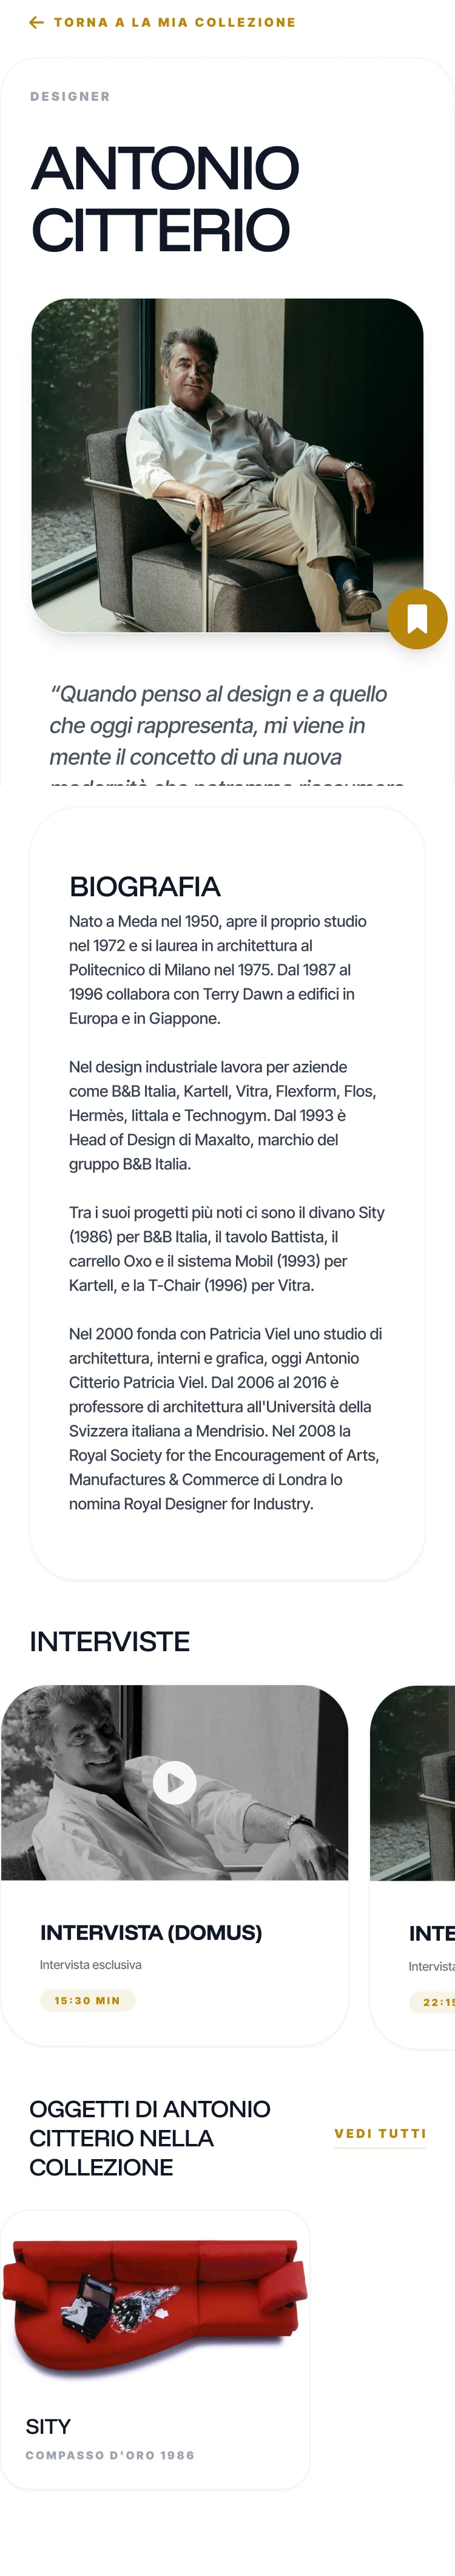 TORNA A LA MIA COLLEZIONE
DESIGNER
ANTONIO
CITTERIO
“Quando penso al design e a quello
che oggi rappresenta, mi viene in
mente il concetto di una nuova
modernità che potremmo riassumere
BIOGRAFIA
Nato a Meda nel 1950, apre il proprio studio
nel 1972 e si laurea in architettura al
Politecnico di Milano nel 1975. Dal 1987 al
1996 collabora con Terry Dawn a edifici in
Europa e in Giappone.
Nel design industriale lavora per aziende
come B&B Italia, Kartell, Vitra, Flexform, Flos,
Hermès, Iittala e Technogym. Dal 1993 è
Head of Design di Maxalto, marchio del
gruppo B&B Italia.
Tra i suoi progetti più noti ci sono il divano Sity
(1986) per B&B Italia, il tavolo Battista, il
carrello Oxo e il sistema Mobil (1993) per
Kartell, e la T-Chair (1996) per Vitra.
Nel 2000 fonda con Patricia Viel uno studio di
architettura, interni e grafica, oggi Antonio
Citterio Patricia Viel. Dal 2006 al 2016 è
professore di architettura all'Università della
Svizzera italiana a Mendrisio. Nel 2008 la
Royal Society for the Encouragement of Arts,
Manufactures & Commerce di Londra lo
nomina Royal Designer for Industry.
INTERVISTE
INTERVISTA (DOMUS)
Intervista esclusiva
15:30 MIN
INTE
Intervista
22:15
OGGETTI DI ANTONIO
CITTERIO NELLA
COLLEZIONE
VEDI TUTTI
SITY
COMPASSO D'ORO 1986